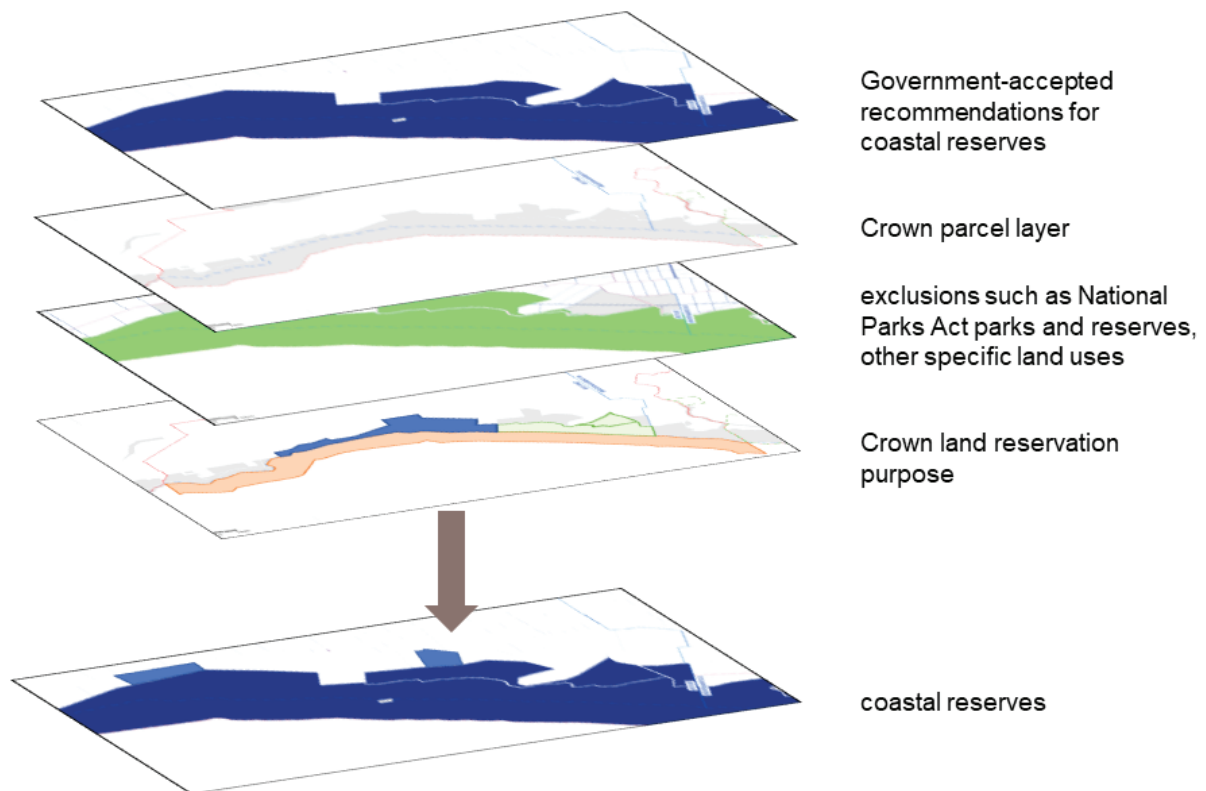 Government-accepted
recommendations for
coastal reserves
Crown parcel layer
exclusions such as National
Parks Act parks and reserves,
other specific land uses
Crown land reservation
purpose
coastal reserves